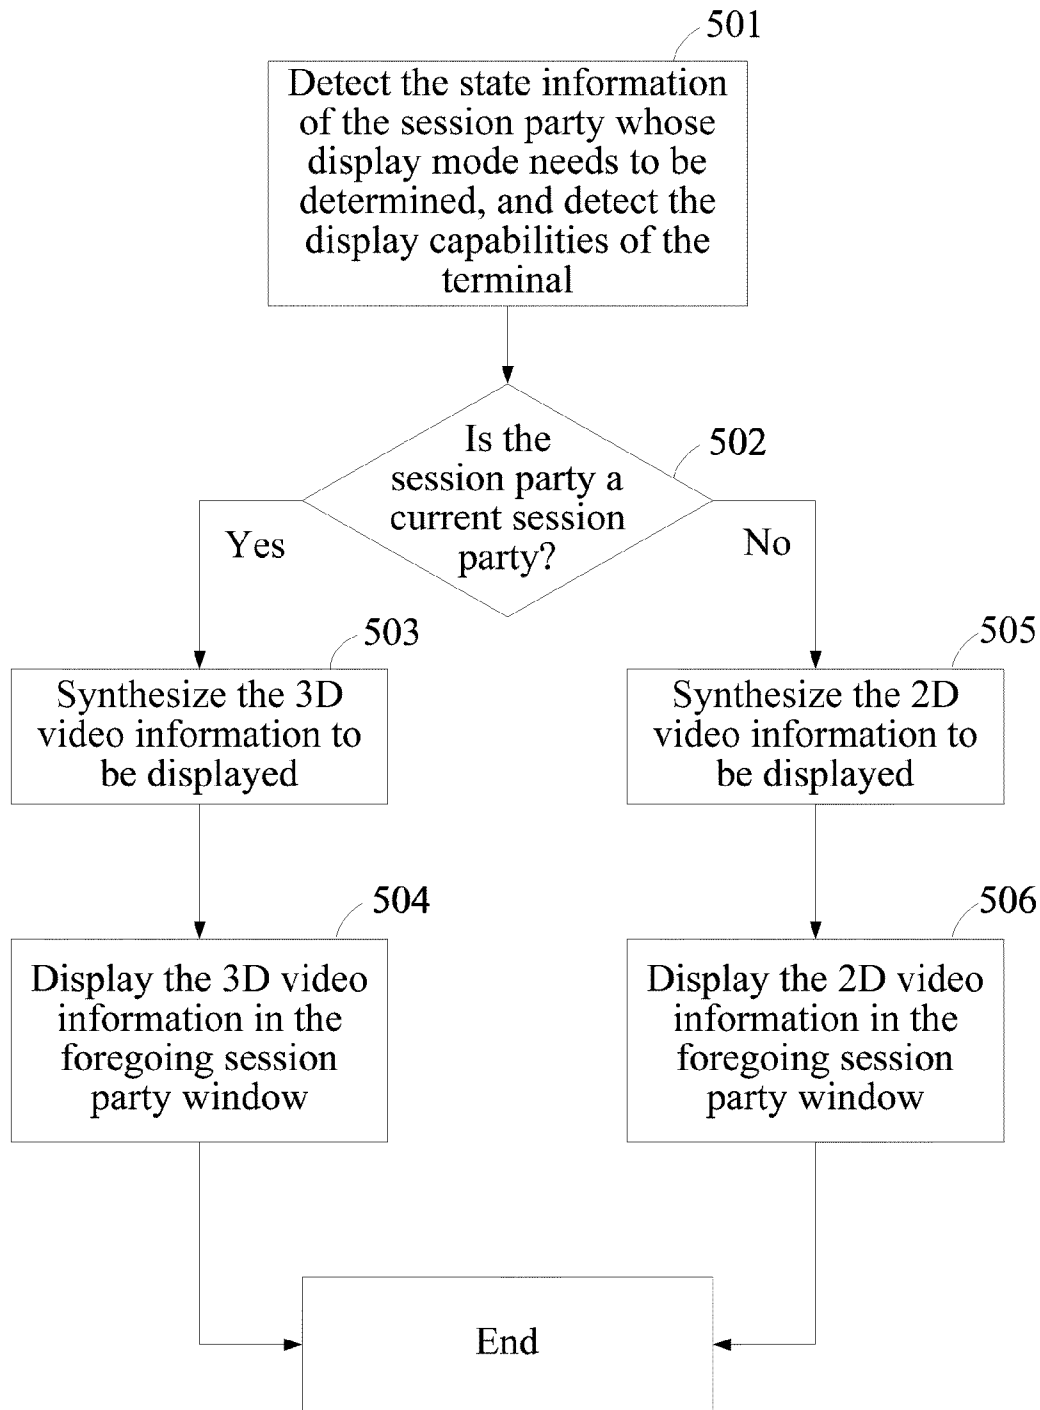 501
Detect the state information
of the session party whose
display mode needs to be
determined, and detect the
display capabilities of the
terminal
Is the
session party a
current session
party?
502
Yes
No
503
Synthesize the 3D
video information to
be displayed
505
Synthesize the 2D
video information to
be displayed
504
Display the 3D video
information in the
foregoing session
party window
506
Display the 2D video
information in the
foregoing session
party window
End